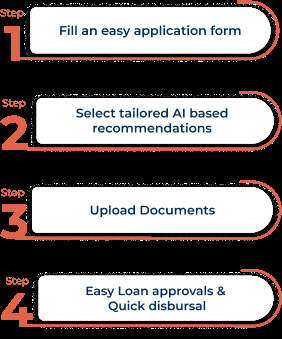 Step
1
Fill an easy application form
Step
2
Select tailored AI based
recommendations
Step
3
Upload Documents
Step
4
Easy Loan approvals &
Quick disbursal